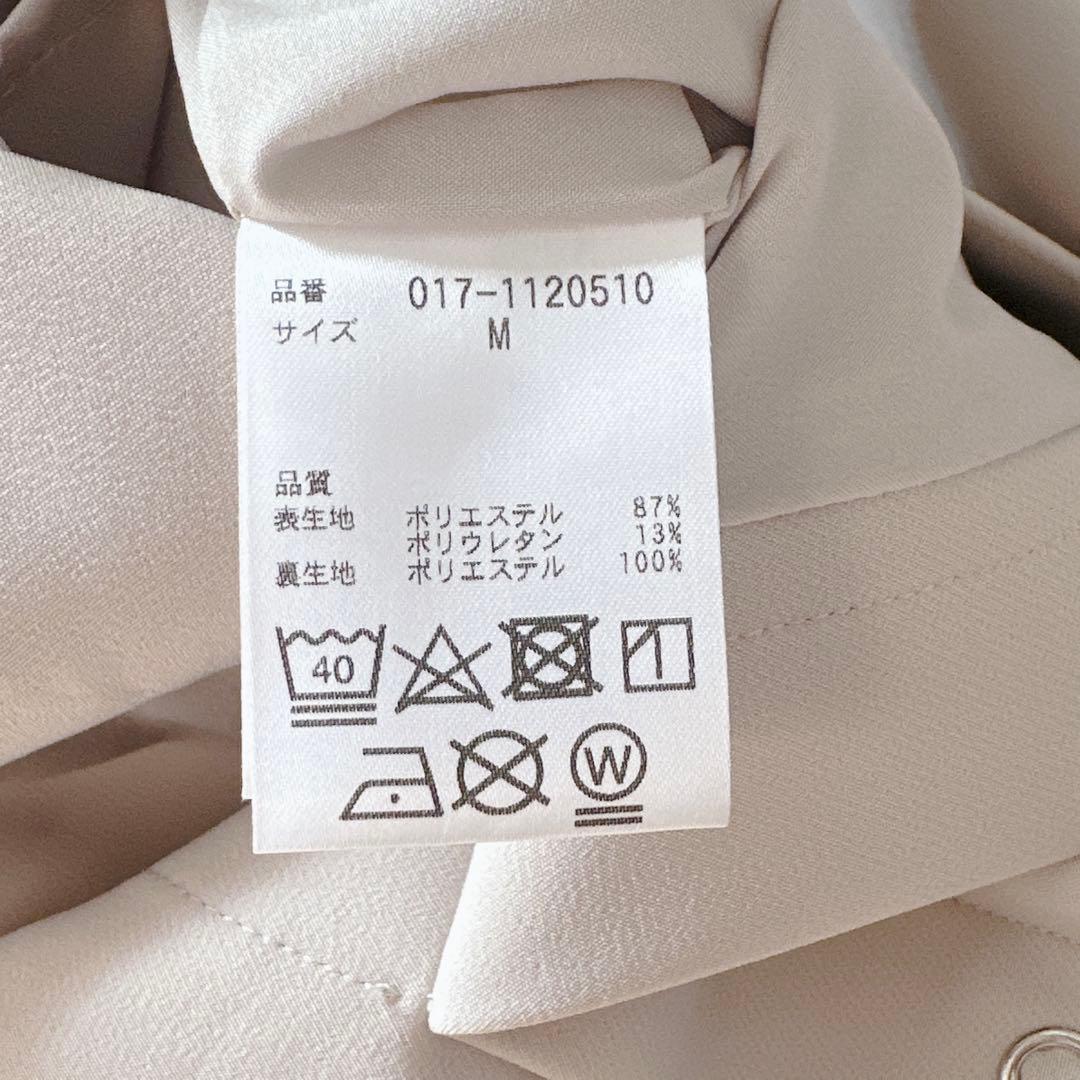 品番 017-1120510
サイズ M
品質
表生地 ポリエステル 87%
ポリウレタン 13%
裏生地 ポリエステル 100%
40
W